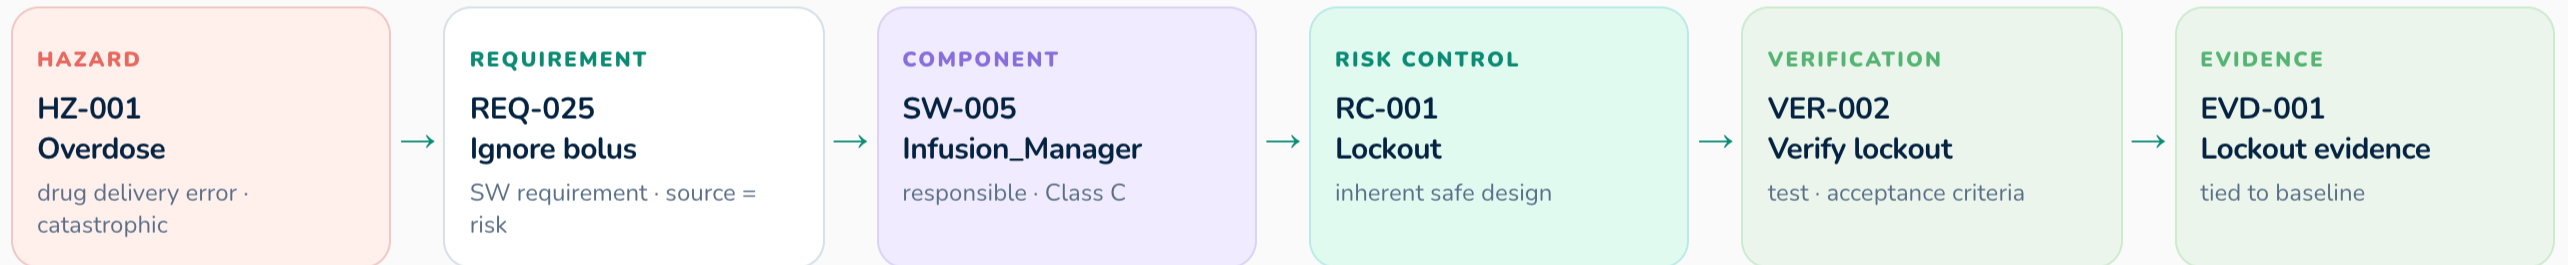 HAZARD
HZ-001
Overdose
drug delivery error ·
catastrophic
→
REQUIREMENT
REQ-025
Ignore bolus
SW requirement · source =
risk
→
COMPONENT
SW-005
Infusion_Manager
responsible · Class C
→
RISK CONTROL
RC-001
Lockout
inherent safe design
→
VERIFICATION
VER-002
Verify lockout
test · acceptance criteria
→
EVIDENCE
EVD-001
Lockout evidence
tied to baseline